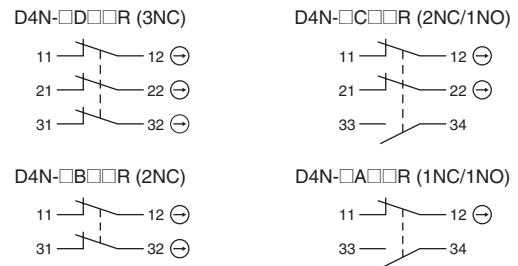 D4N-□D□□R (3NC)
11 12
21 22
31 32
D4N-□C□□R (2NC/1NO)
11 12
21 22
33 34
D4N-□B□□R (2NC)
11 12
31 32
D4N-□A□□R (1NC/1NO)
11 12
33 34